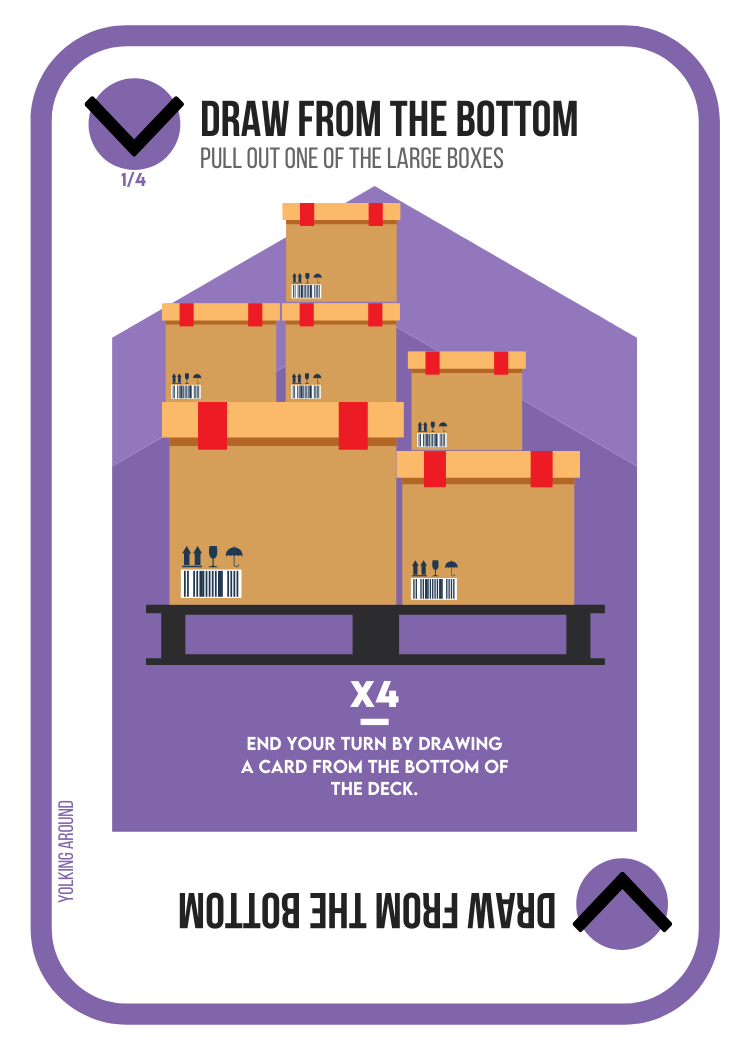 DRAW FROM THE BOTTOM
PULL OUT ONE OF THE LARGE BOXES
1/4
X4
END YOUR TURN BY DRAWING
A CARD FROM THE BOTTOM OF
THE DECK.
YOLKING AROUND
DRAW FROM THE BOTTOM